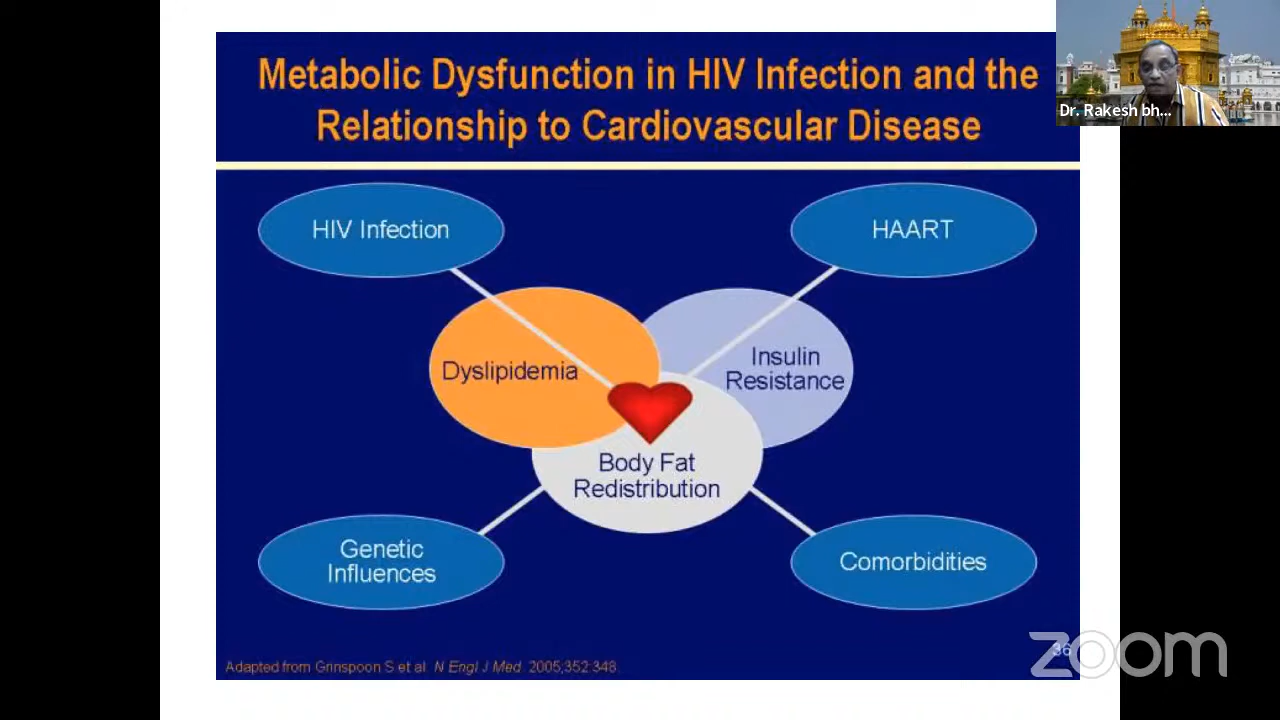 Metabolic Dysfunction in HIV Infection and the
Relationship to Cardiovascular Disease
Dr. Rakesh bh...
HIV Infection
HAART
Dyslipidemia
Insulin
Resistance
Body Fat
Redistribution
Genetic
Influences
Comorbidities
36
zoom
Adapted from Grinspoon S et al. N Engl J Med. 2005;352:348.